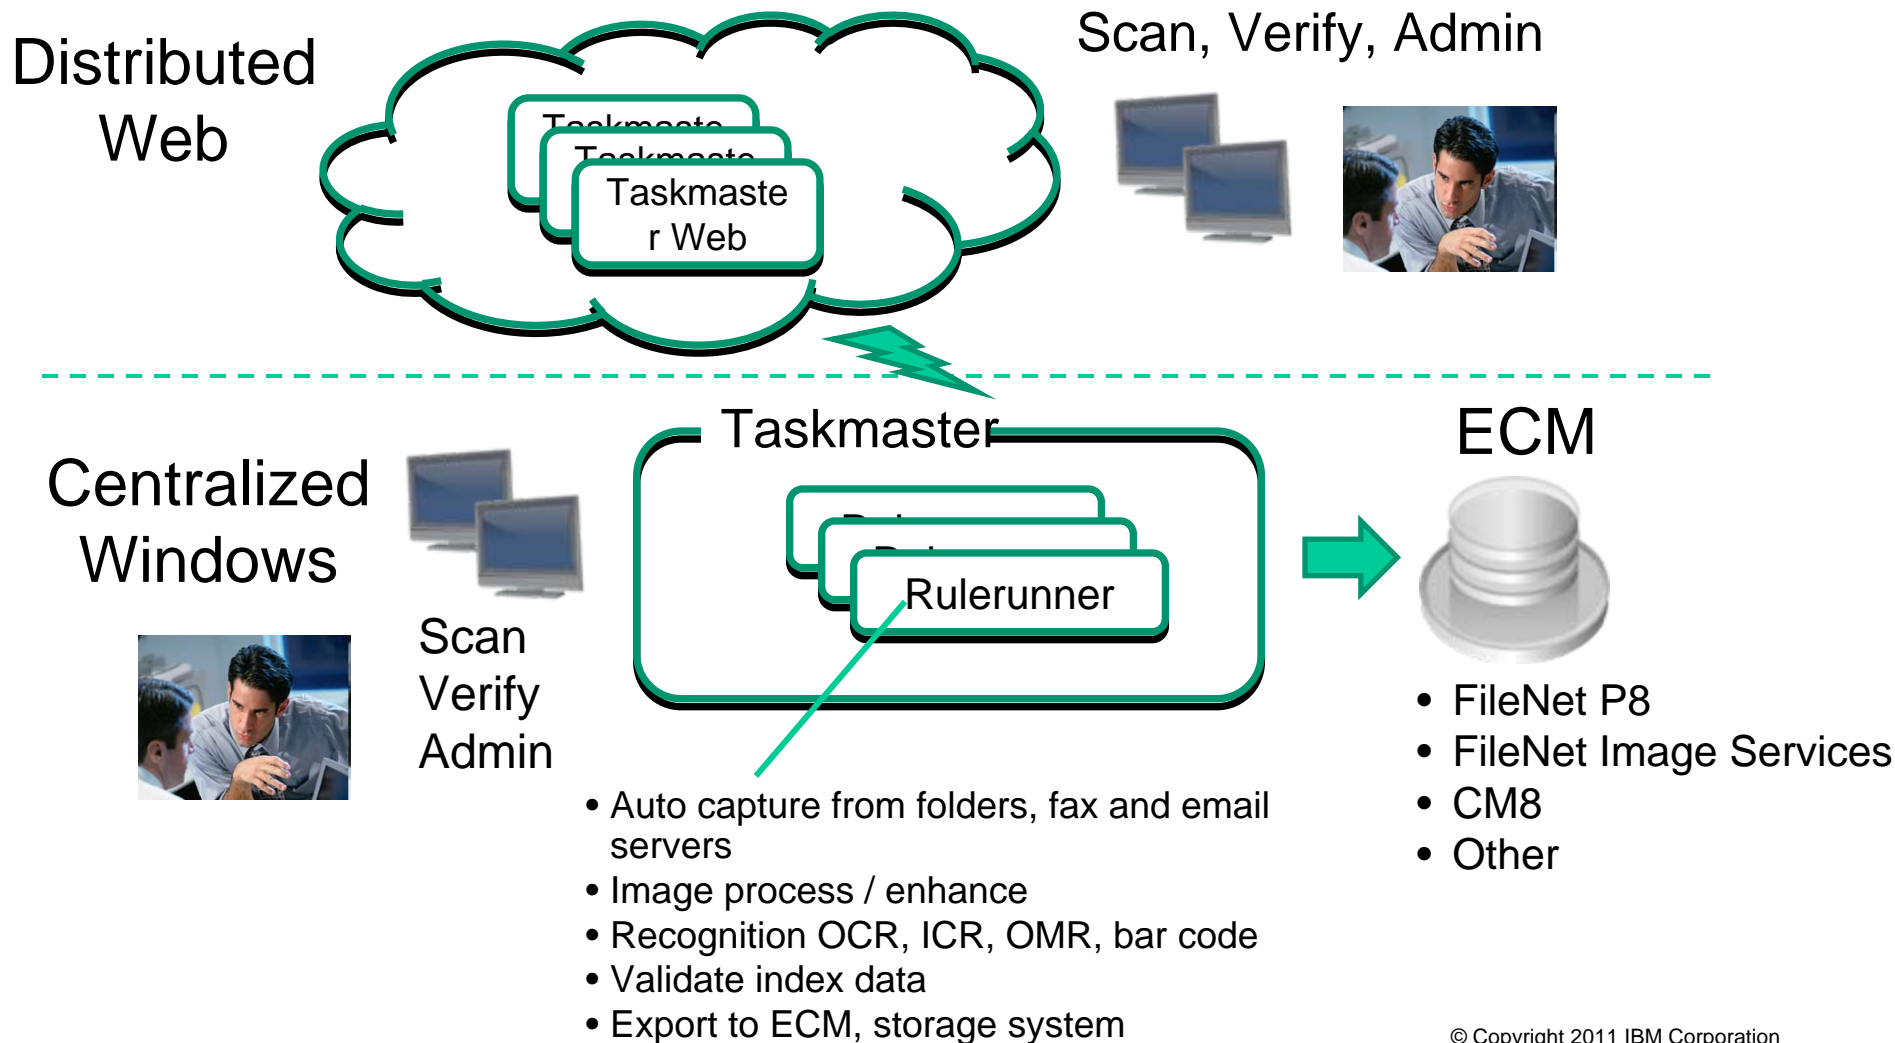 Distributed
Web
Scan, Verify, Admin
Taskmaste
Taskmaste
Taskmaste
r Web
Taskmaster
ECM
Centralized
Windows
Scan
Verify
Admin
Rulerunner
• FileNet P8
• FileNet Image Services
• CM8
• Other
• Auto capture from folders, fax and email
servers
• Image process / enhance
• Recognition OCR, ICR, OMR, bar code
• Validate index data
• Export to ECM, storage system
© Copyright 2011 IBM Corporation